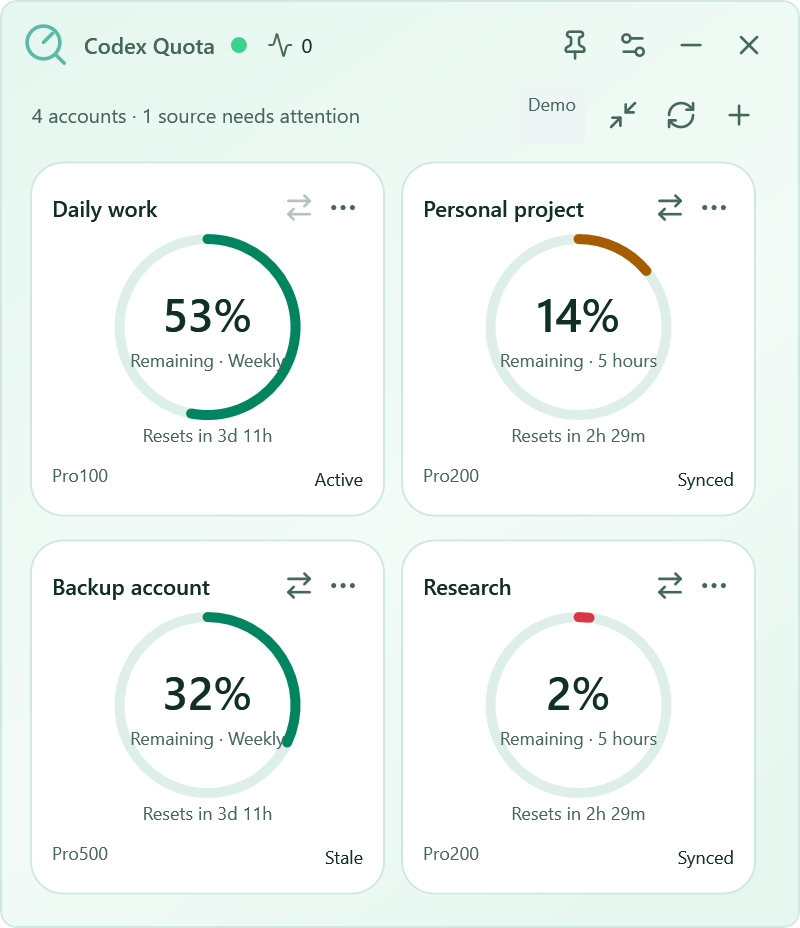 Codex Quota 0
4 accounts · 1 source needs attention
Demo
Daily work
53%
Remaining · Weekly
Resets in 3d 11h
Pro100
Active
Personal project
14%
Remaining · 5 hours
Resets in 2h 29m
Pro200
Synced
Backup account
32%
Remaining · Weekly
Resets in 3d 11h
Pro500
Stale
Research
2%
Remaining · 5 hours
Resets in 2h 29m
Pro200
Synced